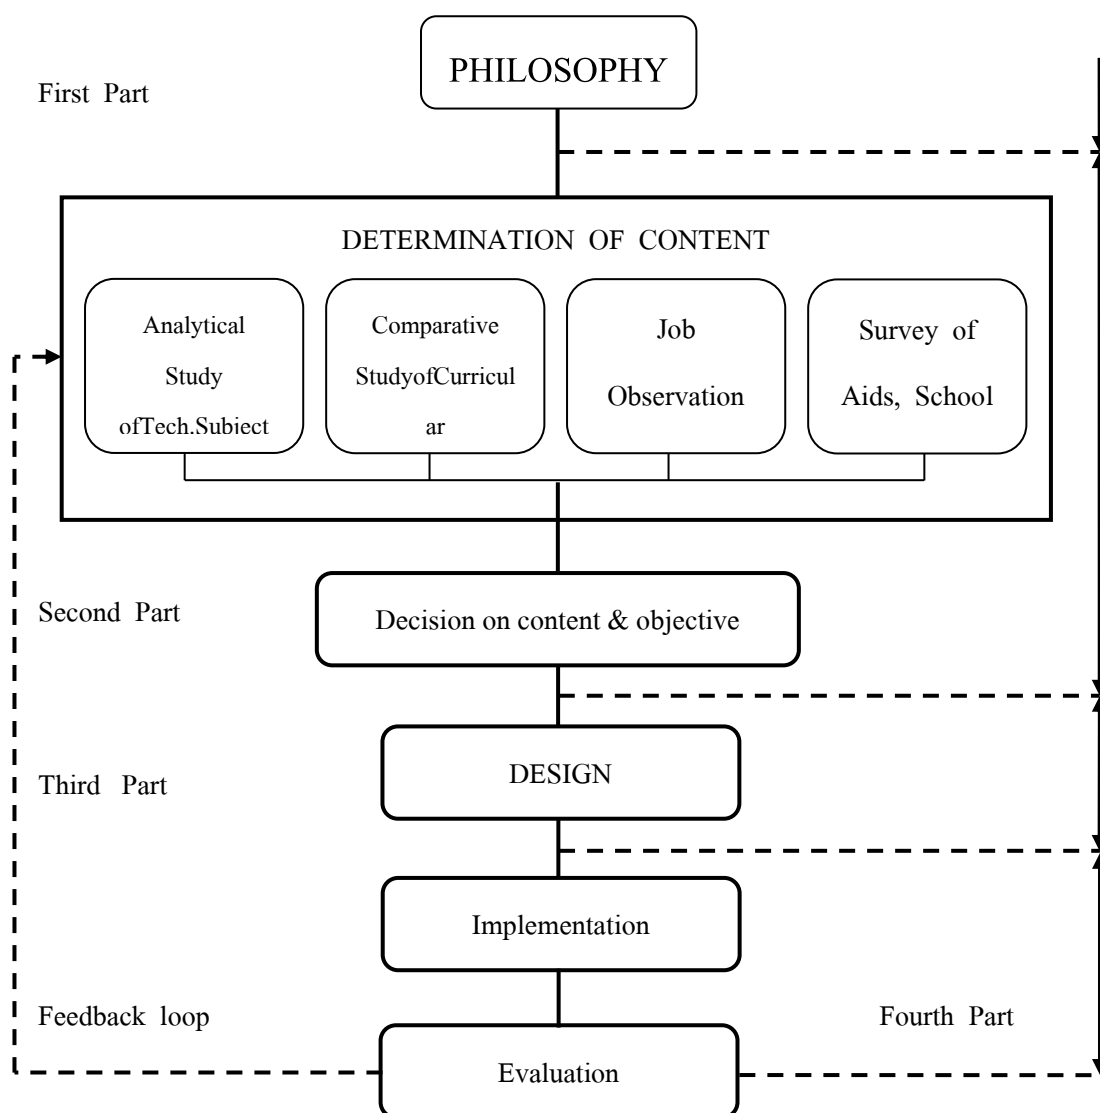 PHILOSOPHY
First Part
DETERMINATION OF CONTENT
Analytical
Study
ofTech.Subiect
Comparative
StudyofCurricul
ar
Job
Observation
Survey of
Aids, School
Second Part
Decision on content & objective
Third Part
DESIGN
Implementation
Feedback loop
Fourth Part
Evaluation